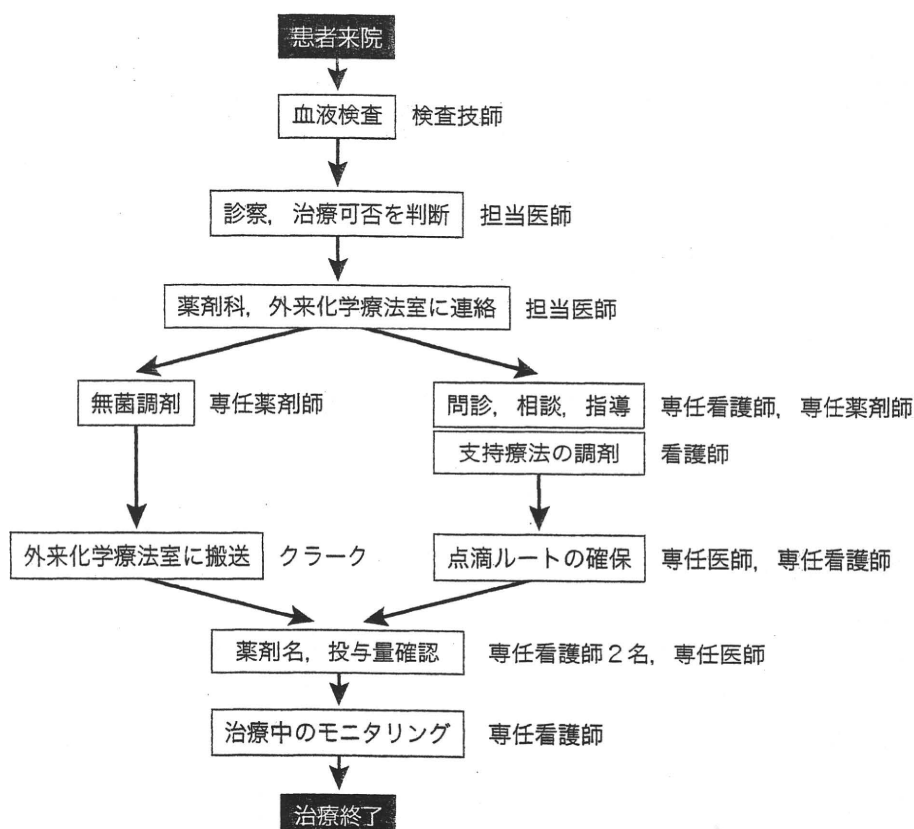 患者来院
血液検査 検査技師
診察，治療可否を判断 担当医師
薬剤科，外来化学療法室に連絡 担当医師
無菌調剤 専任薬剤師
問診，相談，指導 専任看護師，専任薬剤師
支持療法の調剤 看護師
外来化学療法室に搬送 クラーク
点滴ルートの確保 専任医師，専任看護師
薬剤名，投与量確認 専任看護師２名，専任医師
治療中のモニタリング 専任看護師
治療終了